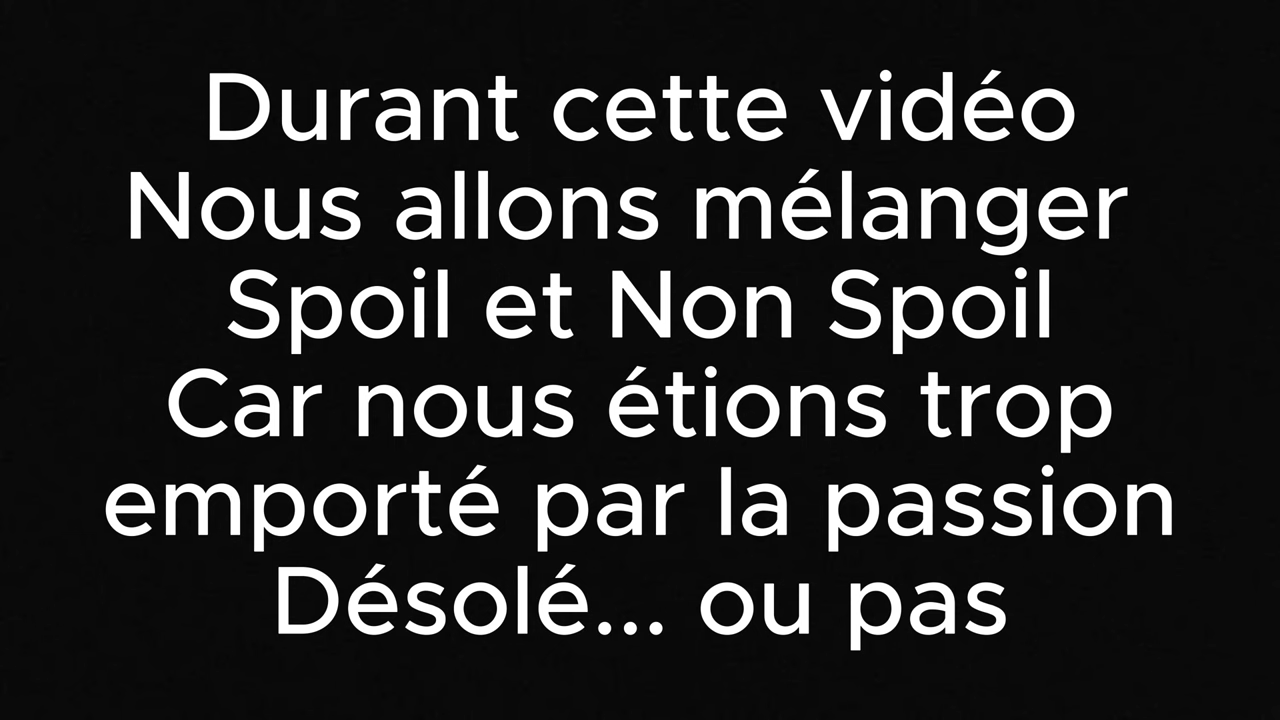 Durant cette vidéo
Nous allons mélanger
Spoil et Non Spoil
Car nous étions trop
emporté par la passion
Désolé... ou pas